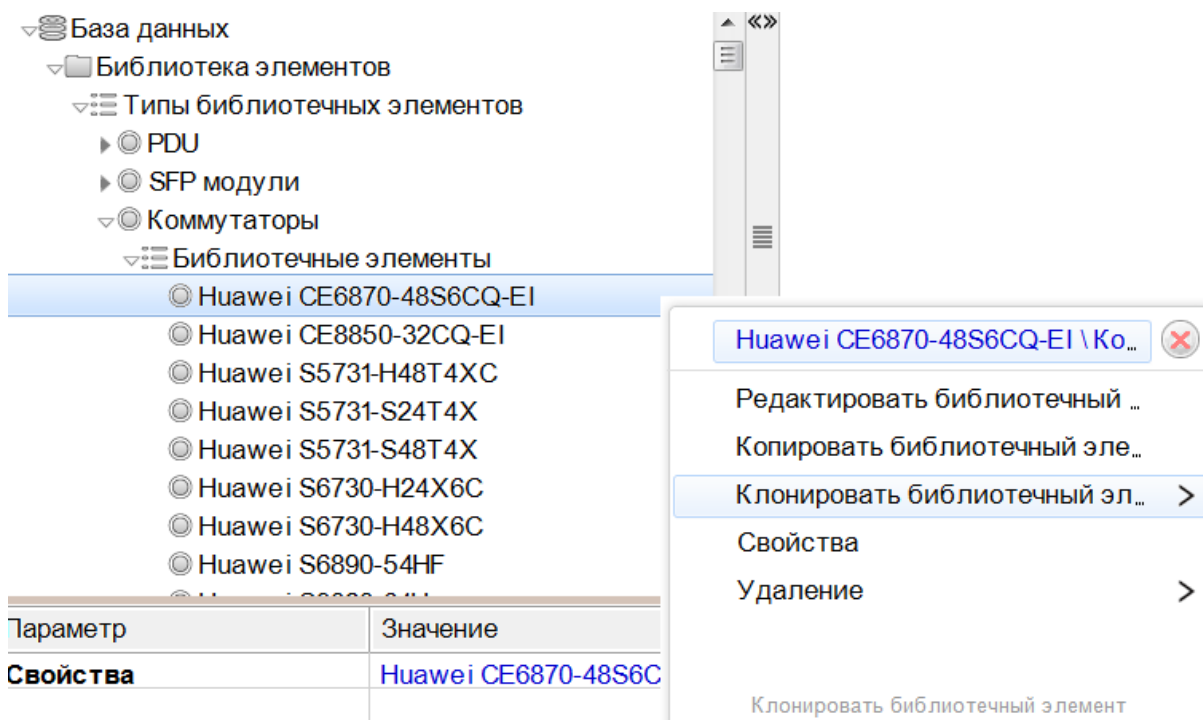 База данных
Библиотека элементов
Типы библиотечных элементов
PDU
SFP модули
Коммутаторы
Библиотечные элементы
Huawei CE6870-48S6CQ-EI
Huawei CE8850-32CQ-EI
Huawei S5731-H48T4XC
Huawei S5731-S24T4X
Huawei S5731-S48T4X
Huawei S6730-H24X6C
Huawei S6730-H48X6C
Huawei S6890-54HF
Параметр Значение
Свойства Huawei CE6870-48S6C
Huawei CE6870-48S6CQ-EI \ Ко...
Редактировать библиотечный ...
Копировать библиотечный эле...
Клонировать библиотечный эл...
Свойства
Удаление
Клонировать библиотечный элемент